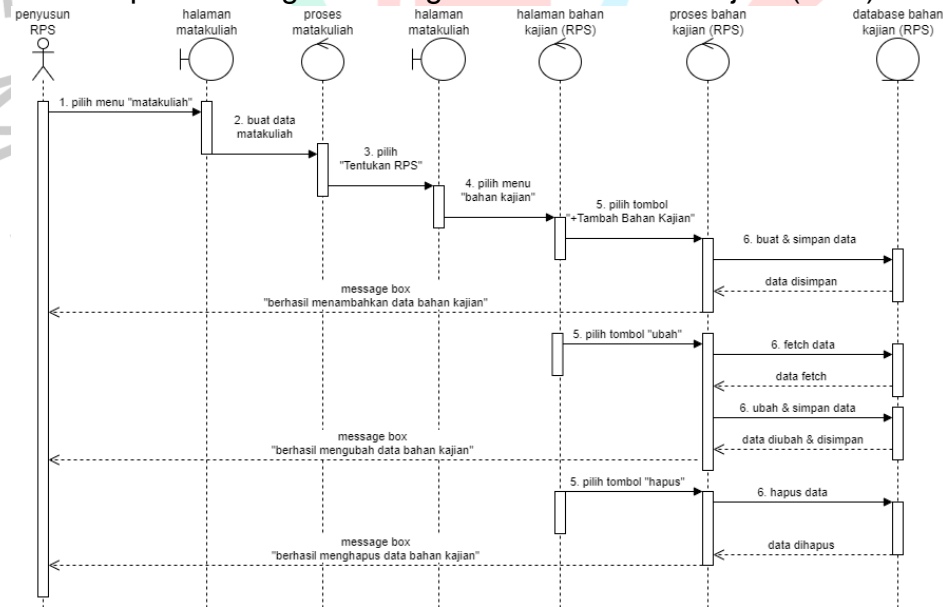 penyusun
RPS
halaman
matakuliah
proses
matakuliah
halaman
matakuliah
halaman bahan
kajian (RPS)
proses bahan
kajian (RPS)
database bahan
kajian (RPS)
1. pilih menu "matakuliah"
2. buat data
matakuliah
3. pilih
"Tentukan RPS"
4. pilih menu
"bahan kajian"
5. pilih tombol
"+Tambah Bahan Kajian"
6. buat & simpan data
data disimpan
message box
"berhasil menambahkan data bahan kajian"
5. pilih tombol "ubah"
6. fetch data
data fetch
6. ubah & simpan data
data diubah & disimpan
message box
"berhasil mengubah data bahan kajian"
5. pilih tombol "hapus"
6. hapus data
data dihapus
message box
"berhasil menghapus data bahan kajian"